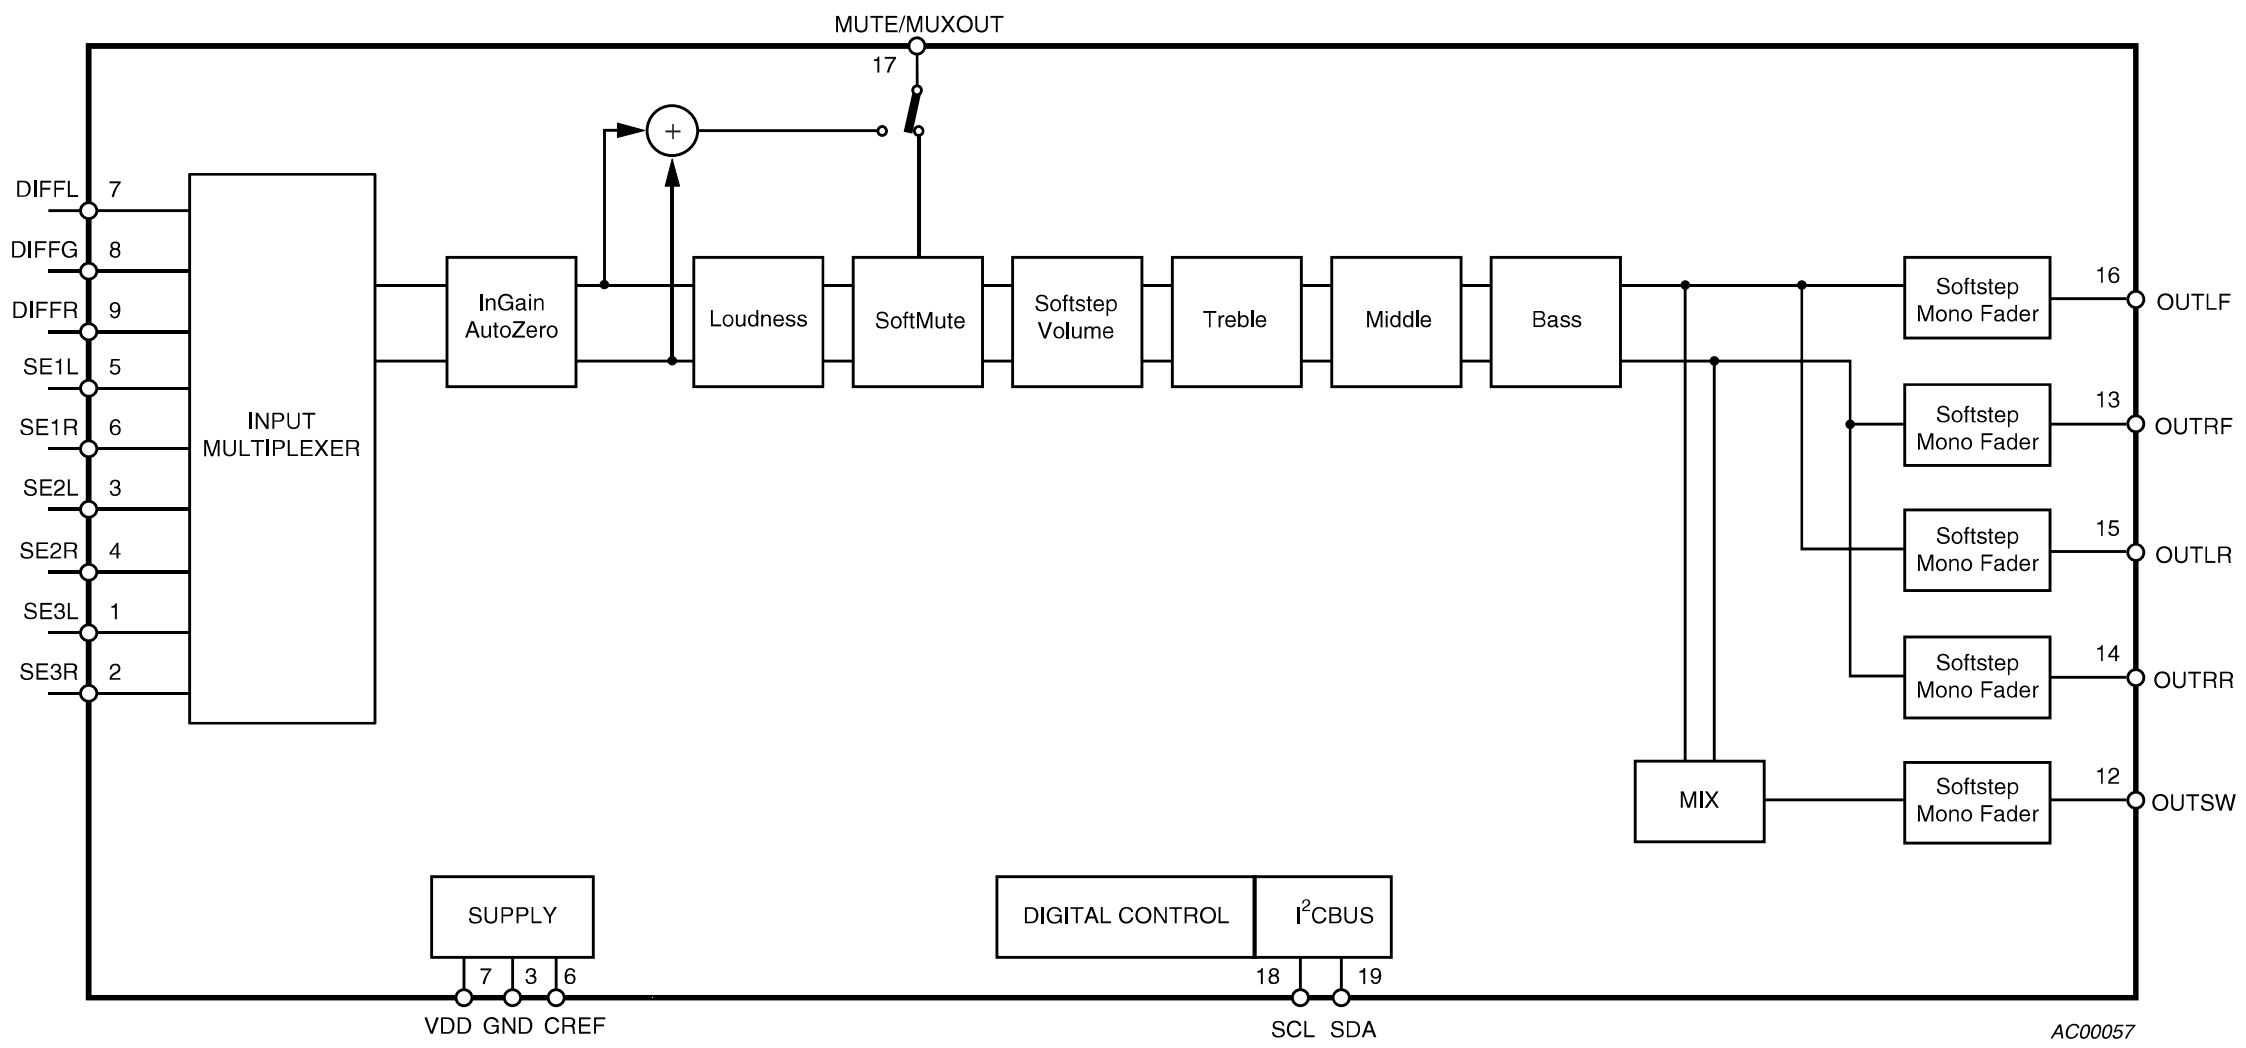 MUTE/MUXOUT
17
+
DIFFL 7
DIFFG 8
DIFFR 9
SE1L 5
SE1R 6
SE2L 3
SE2R 4
SE3L 1
SE3R 2
INPUT
MULTIPLEXER
InGain
AutoZero
Loudness
SoftMute
Softstep
Volume
Treble
Middle
Bass
Softstep
Mono Fader
16
OUTLF
Softstep
Mono Fader
13
OUTRF
Softstep
Mono Fader
15
OUTLR
Softstep
Mono Fader
14
OUTRR
MIX
Softstep
Mono Fader
12
OUTSW
SUPPLY
7 3 6
VDD GND CREF
DIGITAL CONTROL
I²CBUS
18 19
SCL SDA
AC00057